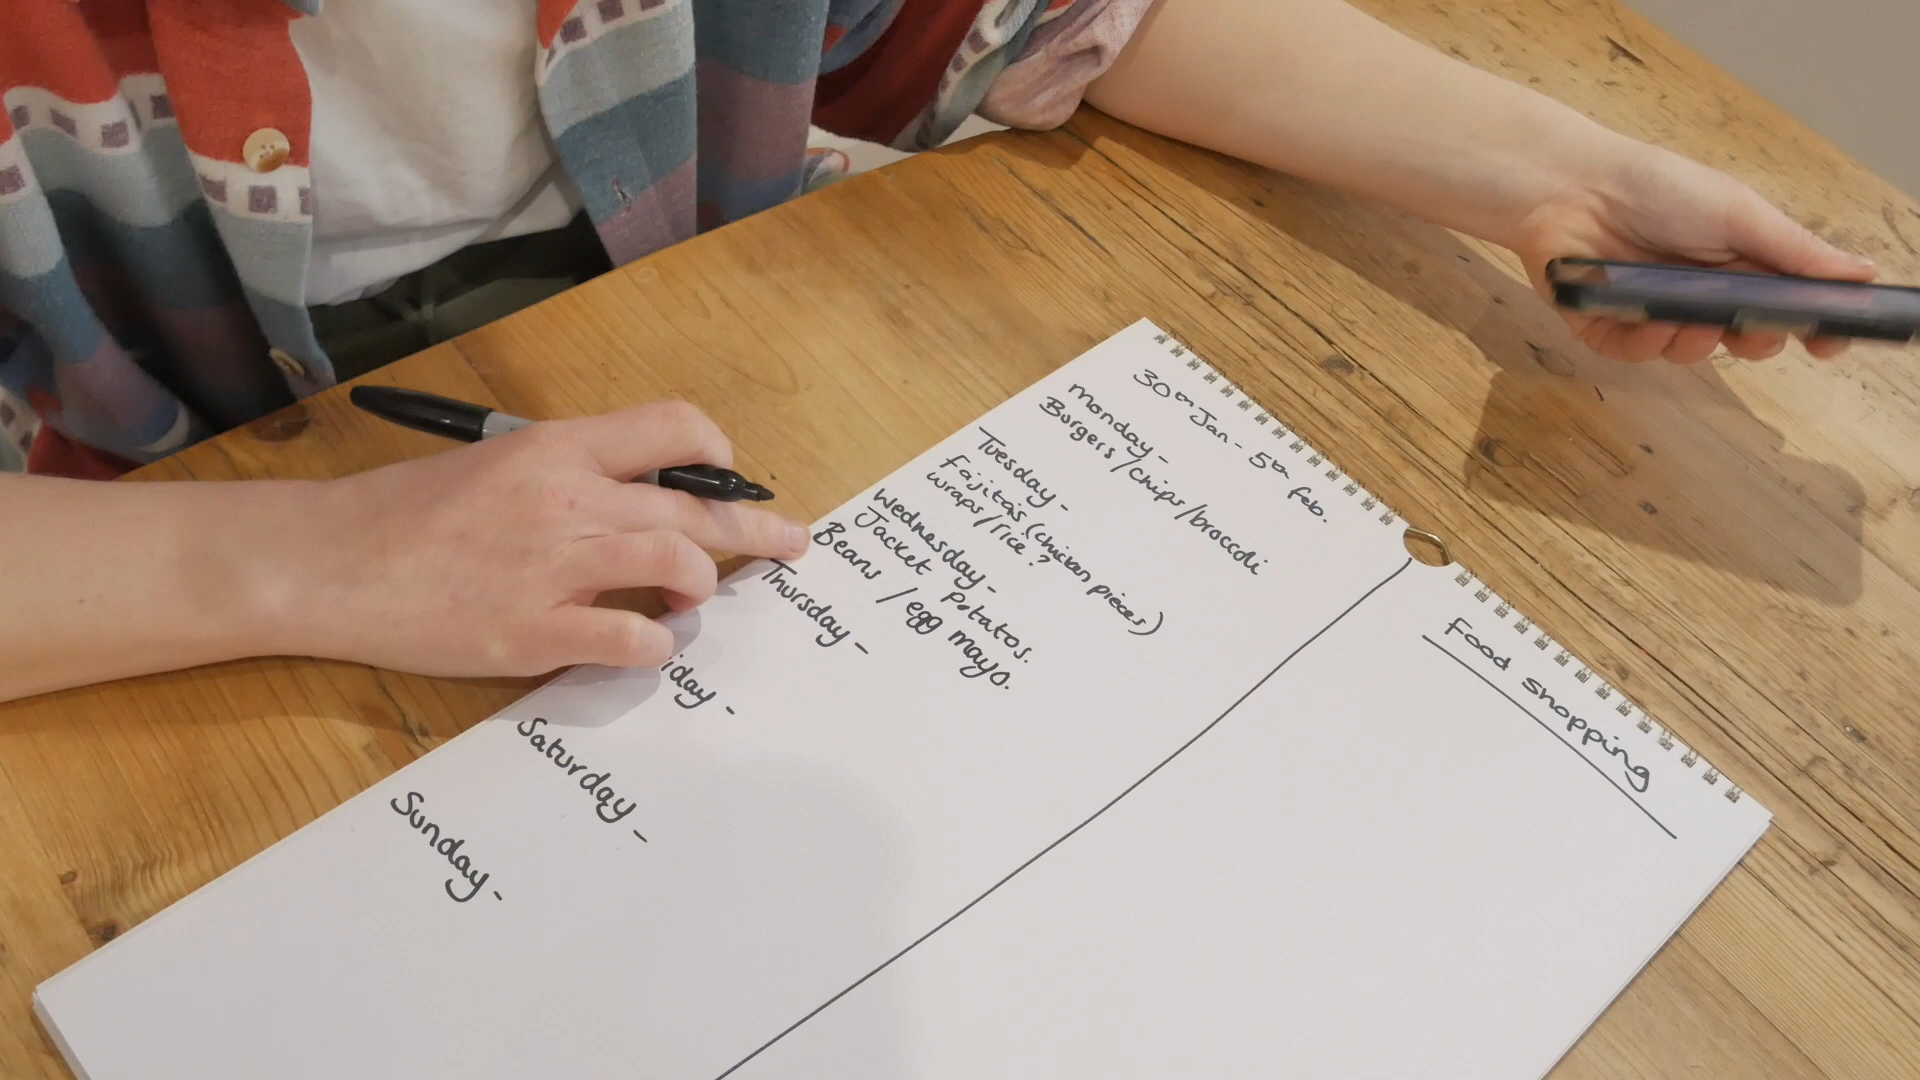 30th Jan - 5th Feb.
Monday -
Burgers/chips/broccoli
Tuesday -
Fajitas (chicken pieces)
wraps/rice?
Wednesday -
Jacket Potatos.
Beans / egg mayo.
Thursday -
iday -
Saturday -
Sunday -
Food shopping